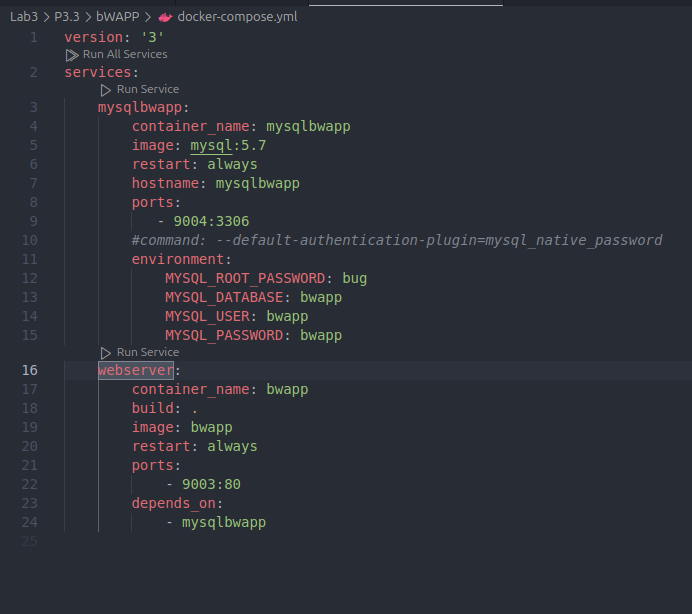 Lab3 > P3.3 > bWAPP > docker-compose.yml
1 version: '3'
Run All Services
2 services:
Run Service
3     mysqlbwapp:
4         container_name: mysqlbwapp
5         image: mysql:5.7
6         restart: always
7         hostname: mysqlbwapp
8         ports:
9            - 9004:3306
10         #command: --default-authentication-plugin=mysql_native_password
11         environment:
12             MYSQL_ROOT_PASSWORD: bug
13             MYSQL_DATABASE: bwapp
14             MYSQL_USER: bwapp
15             MYSQL_PASSWORD: bwapp
Run Service
16     webserver:
17         container_name: bwapp
18         build: .
19         image: bwapp
20         restart: always
21         ports:
22             - 9003:80
23         depends_on:
24             - mysqlbwapp
25